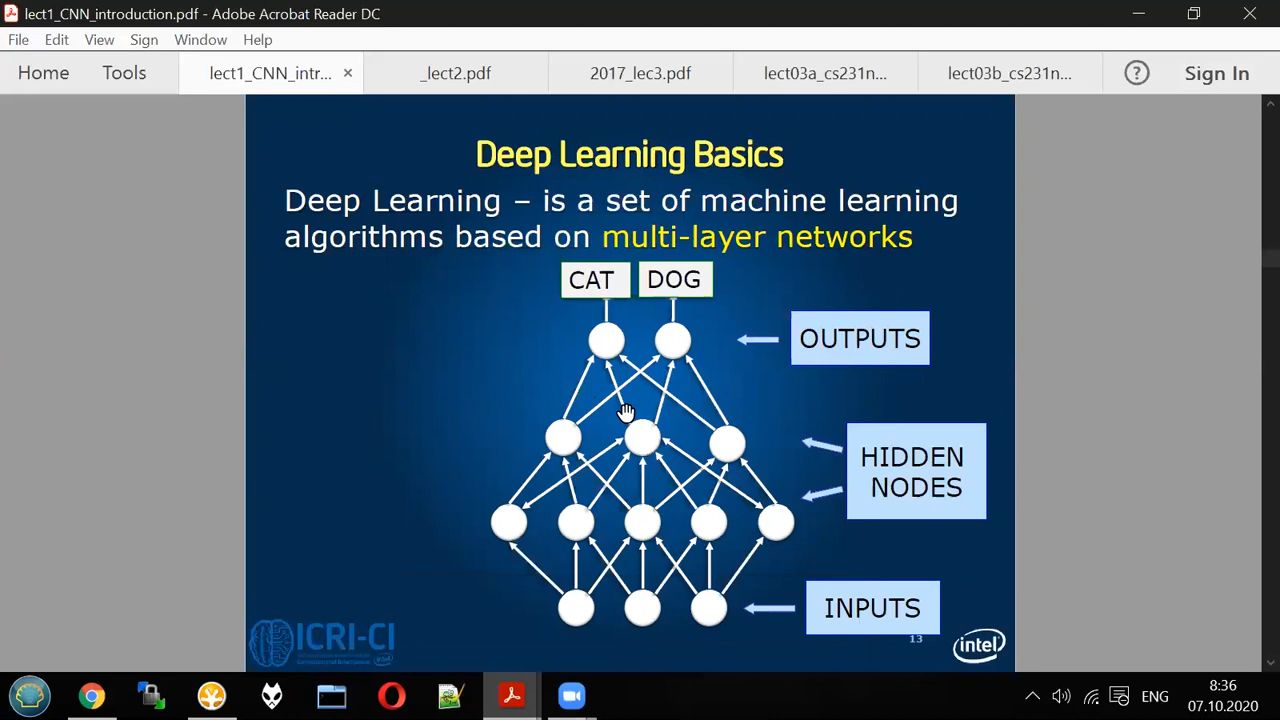 lect1_CNN_introduction.pdf - Adobe Acrobat Reader DC
File Edit View Sign Window Help
Home Tools lect1_CNN_intr... × _lect2.pdf 2017_lec3.pdf lect03a_cs231n... lect03b_cs231n... ? Sign In
Deep Learning Basics
Deep Learning – is a set of machine learning
algorithms based on multi-layer networks
CAT DOG
OUTPUTS
HIDDEN
NODES
INPUTS
ICRI-CI
13
intel
ENG
8:36
07.10.2020